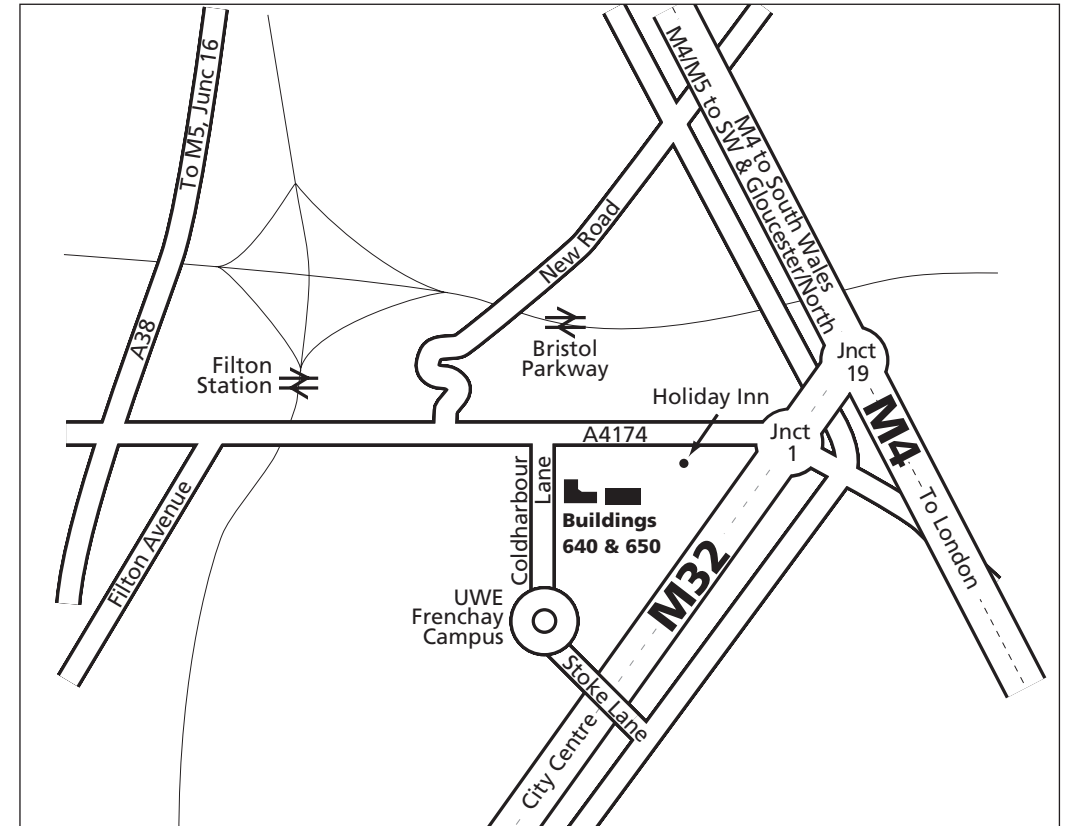 To M5, Junc 16
M4/M5 to SW & Gloucester/North
M4 to South Wales
New Road
A38
Bristol
Parkway
Filton
Station
Jnct
19
Holiday Inn
A4174
Jnct
1
M4
Coldharbour
Lane
Filton Avenue
Buildings
640 & 650
To London
M32
UWE
Frenchay
Campus
Stoke Lane
City Centre